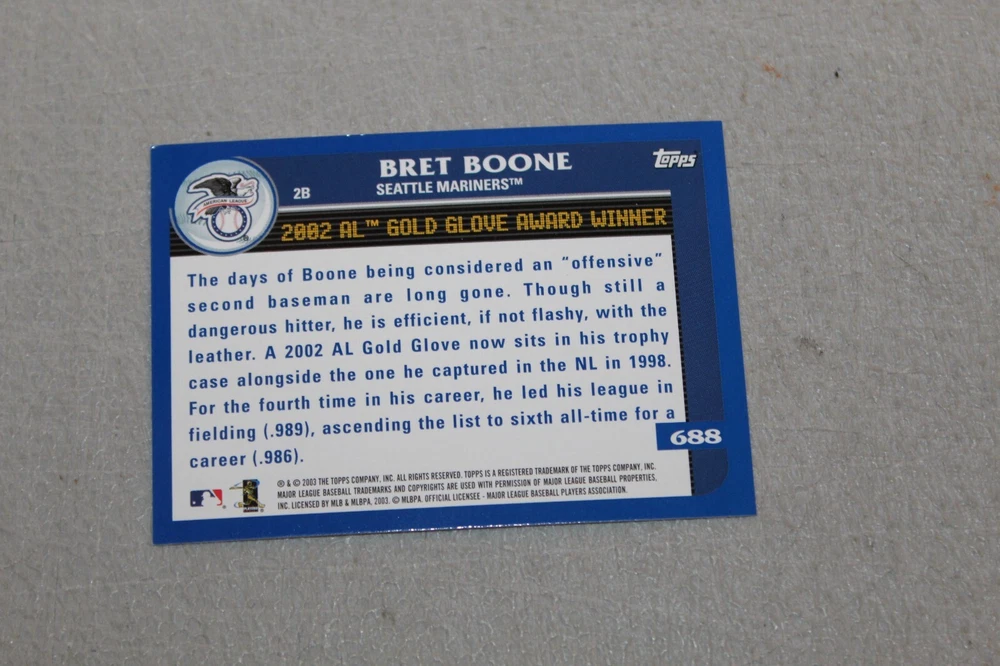 BRET BOONE
topps
2B
SEATTLE MARINERS™
AMERICAN LEAGUE
2002 AL™ GOLD GLOVE AWARD WINNER
The days of Boone being considered an "offensive"
second baseman are long gone. Though still a
dangerous hitter, he is efficient, if not flashy, with the
leather. A 2002 AL Gold Glove now sits in his trophy
case alongside the one he captured in the NL in 1998.
For the fourth time in his career, he led his league in
fielding (.989), ascending the list to sixth all-time for a
career (.986).
688
® & © 2003 THE TOPPS COMPANY, INC. ALL RIGHTS RESERVED. TOPPS IS A REGISTERED TRADEMARK OF THE TOPPS COMPANY, INC.
MAJOR LEAGUE BASEBALL TRADEMARKS AND COPYRIGHTS ARE USED WITH PERMISSION OF MAJOR LEAGUE BASEBALL PROPERTIES,
INC. LICENSED BY MLB & MLBPA, 2003. © MLBPA. OFFICIAL LICENSEE - MAJOR LEAGUE BASEBALL PLAYERS ASSOCIATION.